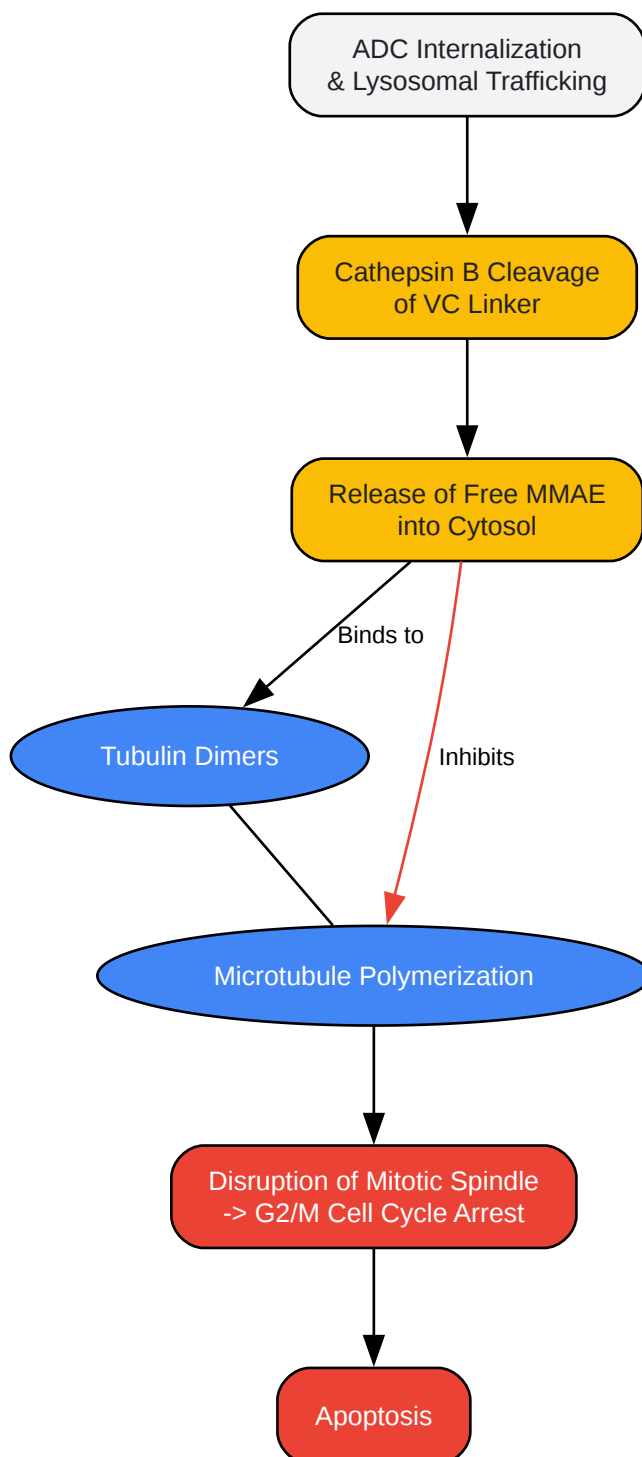 ADC Internalization
& Lysosomal Trafficking
Cathepsin B Cleavage
of VC Linker
Release of Free MMAE
into Cytosol
Binds to
Tubulin Dimers
Inhibits
Microtubule Polymerization
Disruption of Mitotic Spindle
-> G2/M Cell Cycle Arrest
Apoptosis